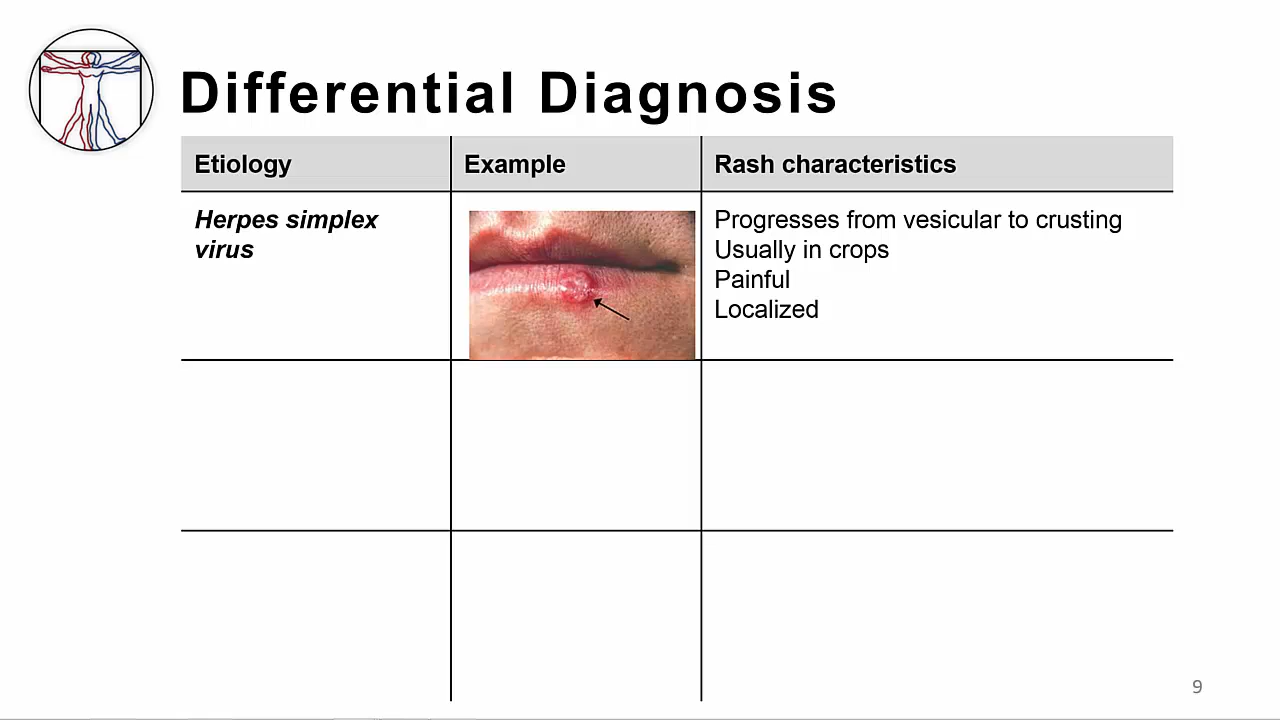 Differential Diagnosis
Etiology
Example
Rash characteristics
Herpes simplex
virus
Progresses from vesicular to crusting
Usually in crops
Painful
Localized
9